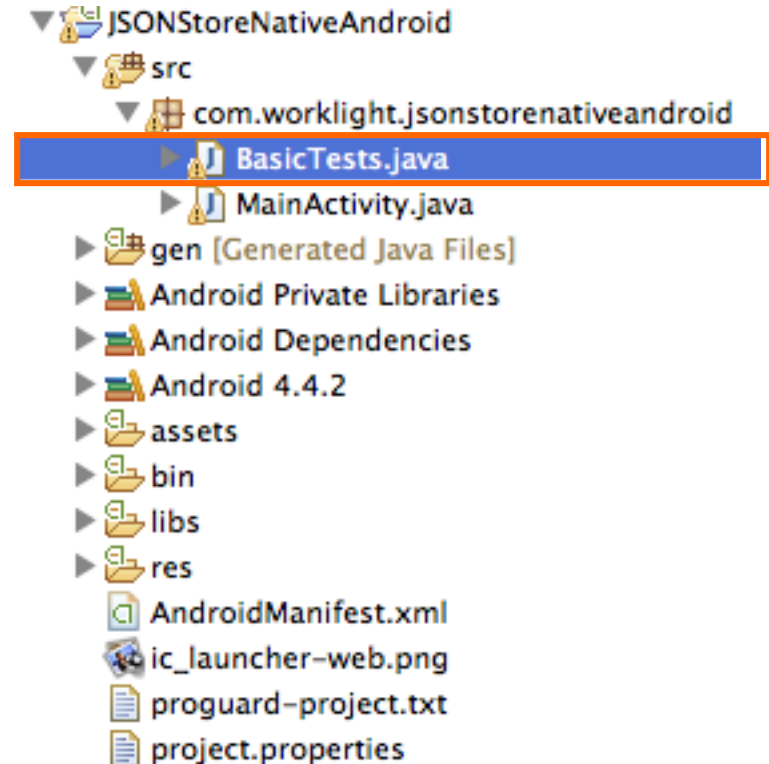 JSONStoreNativeAndroid
src
com.worklight.jsonstorenativeandroid
BasicTests.java
MainActivity.java
gen [Generated Java Files]
Android Private Libraries
Android Dependencies
Android 4.4.2
assets
bin
libs
res
AndroidManifest.xml
ic_launcher-web.png
proguard-project.txt
project.properties